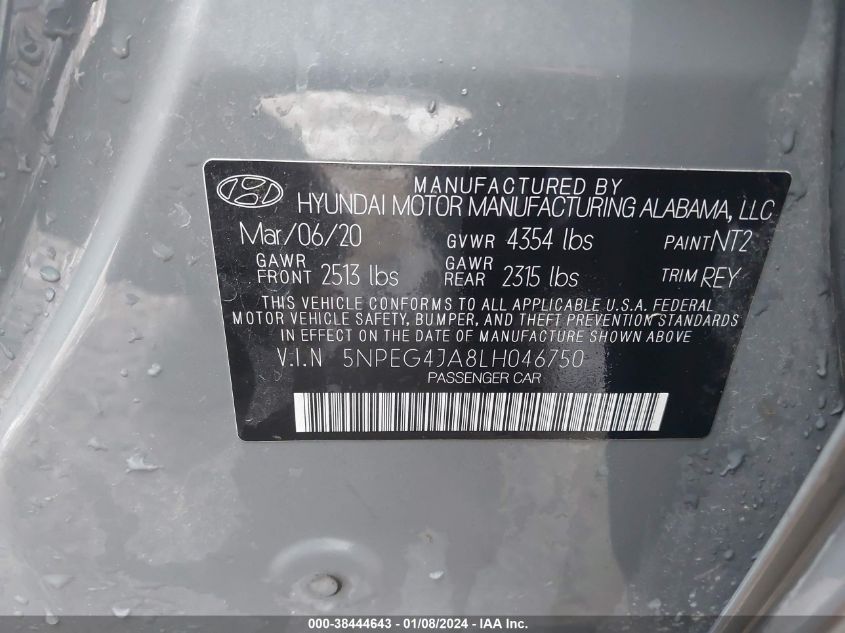 MANUFACTURED BY
HYUNDAI MOTOR MANUFACTURING ALABAMA, LLC
Mar/06/20 GVWR 4354 lbs PAINT NT2
GAWR FRONT 2513 lbs GAWR REAR 2315 lbs TRIM REY
THIS VEHICLE CONFORMS TO ALL APPLICABLE U.S.A. FEDERAL
MOTOR VEHICLE SAFETY, BUMPER, AND THEFT PREVENTION STANDARDS
IN EFFECT ON THE DATE OF MANUFACTURE SHOWN ABOVE
V.I.N 5NPEG4JA8LH046750
PASSENGER CAR
000-38444643 - 01/08/2024 - IAA Inc.